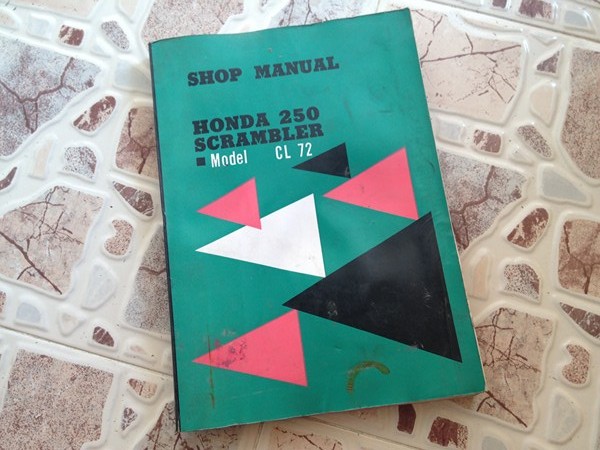 SHOP MANUAL
HONDA 250
SCRAMBLER
Model CL 72